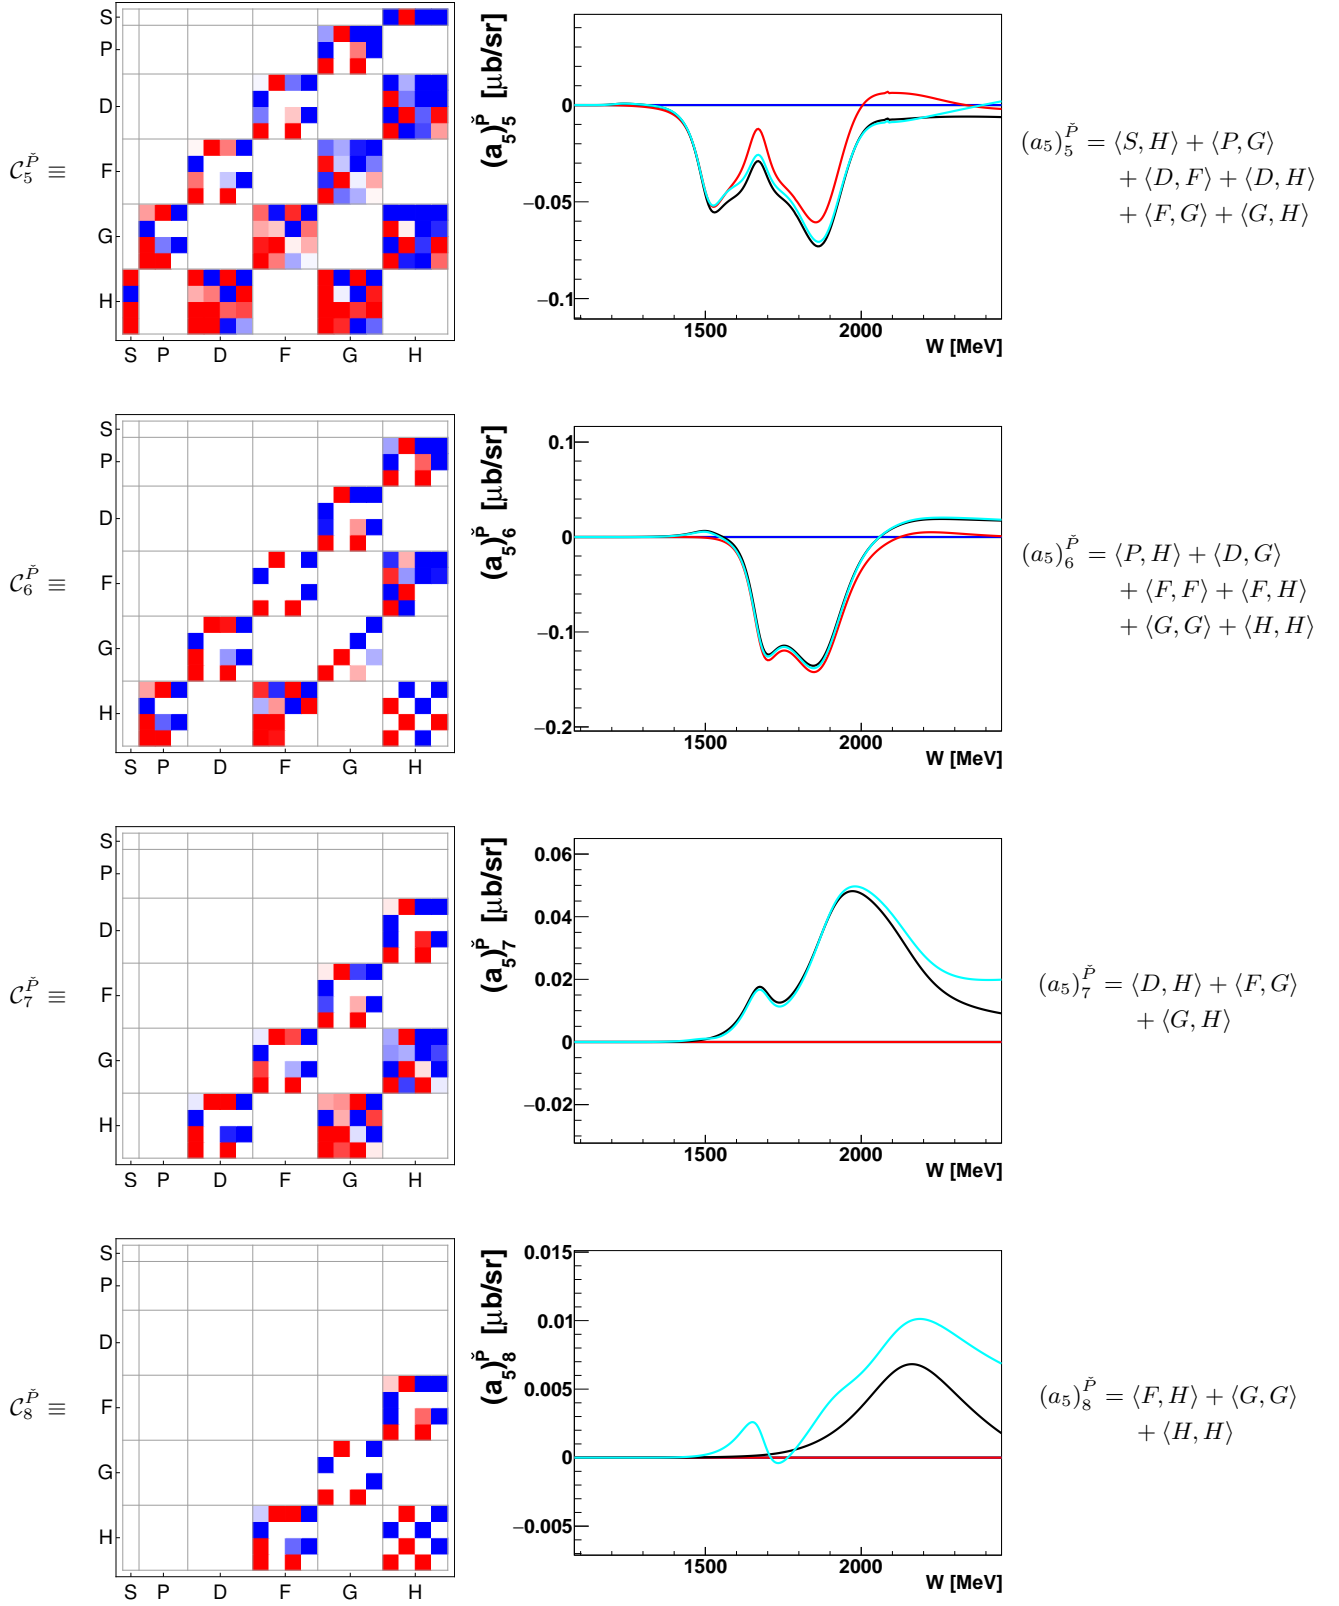 S
P
D
F
G
H
S P D F G H
𝒞₅^P̌ ≡
(a₅)₅^P̌ [μb/sr]
0
−0.05
−0.1
1500 2000
W [MeV]
(a₅)₅^P̌ = ⟨S, H⟩ + ⟨P, G⟩
+ ⟨D, F⟩ + ⟨D, H⟩
+ ⟨F, G⟩ + ⟨G, H⟩
S
P
D
F
G
H
S P D F G H
𝒞₆^P̌ ≡
(a₅)₆^P̌ [μb/sr]
0.1
0
−0.1
−0.2
1500 2000
W [MeV]
(a₅)₆^P̌ = ⟨P, H⟩ + ⟨D, G⟩
+ ⟨F, F⟩ + ⟨F, H⟩
+ ⟨G, G⟩ + ⟨H, H⟩
S
P
D
F
G
H
S P D F G H
𝒞₇^P̌ ≡
(a₅)₇^P̌ [μb/sr]
0.06
0.04
0.02
0
−0.02
1500 2000
W [MeV]
(a₅)₇^P̌ = ⟨D, H⟩ + ⟨F, G⟩
+ ⟨G, H⟩
S
P
D
F
G
H
S P D F G H
𝒞₈^P̌ ≡
(a₅)₈^P̌ [μb/sr]
0.015
0.01
0.005
0
−0.005
1500 2000
W [MeV]
(a₅)₈^P̌ = ⟨F, H⟩ + ⟨G, G⟩
+ ⟨H, H⟩